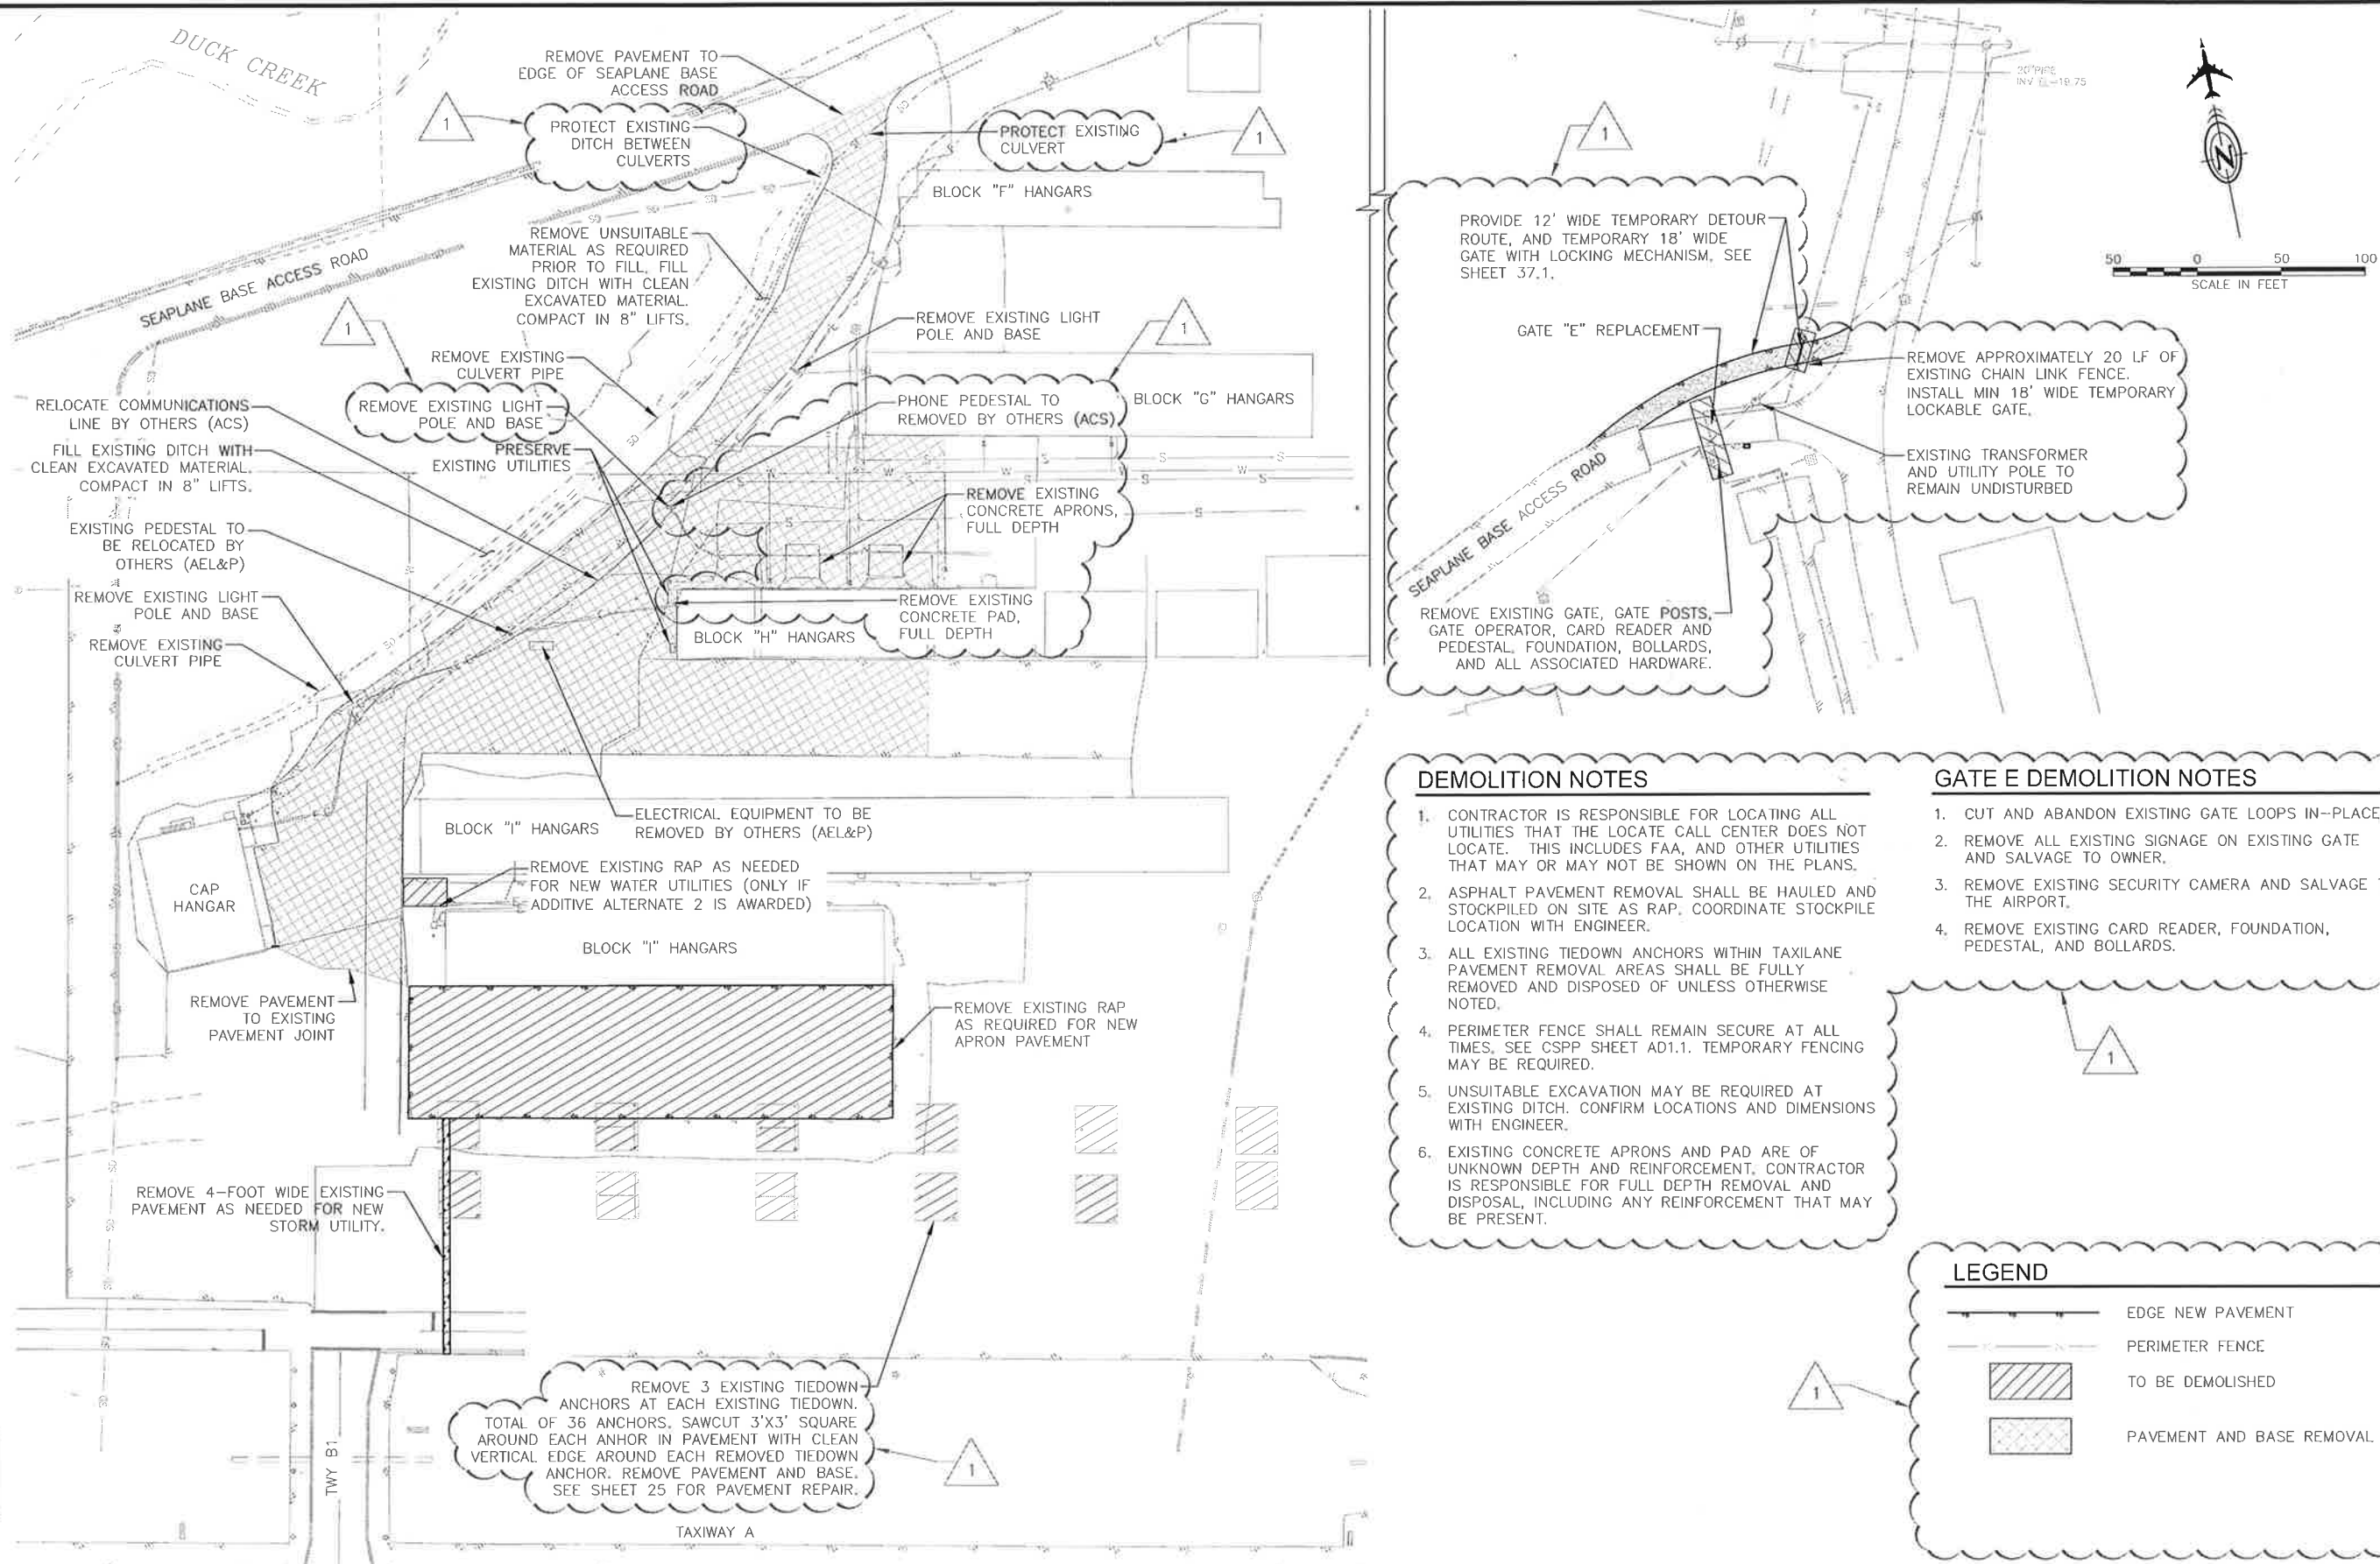 DUCK CREEK
REMOVE PAVEMENT TO
EDGE OF SEAPLANE BASE
ACCESS ROAD
1
PROTECT EXISTING
DITCH BETWEEN
CULVERTS
PROTECT EXISTING
CULVERT
1
BLOCK "F" HANGARS
REMOVE UNSUITABLE
MATERIAL AS REQUIRED
PRIOR TO FILL. FILL
EXISTING DITCH WITH CLEAN
EXCAVATED MATERIAL.
COMPACT IN 8" LIFTS.
SEAPLANE BASE ACCESS ROAD
1
REMOVE EXISTING LIGHT
POLE AND BASE
1
REMOVE EXISTING
CULVERT PIPE
RELOCATE COMMUNICATIONS
LINE BY OTHERS (ACS)
REMOVE EXISTING LIGHT
POLE AND BASE
PHONE PEDESTAL TO
REMOVED BY OTHERS (ACS)
BLOCK "G" HANGARS
FILL EXISTING DITCH WITH
CLEAN EXCAVATED MATERIAL.
COMPACT IN 8" LIFTS.
PRESERVE
EXISTING UTILITIES
REMOVE EXISTING
CONCRETE APRONS,
FULL DEPTH
EXISTING PEDESTAL TO
BE RELOCATED BY
OTHERS (AEL&P)
REMOVE EXISTING LIGHT
POLE AND BASE
REMOVE EXISTING
CONCRETE PAD,
FULL DEPTH
BLOCK "H" HANGARS
REMOVE EXISTING
CULVERT PIPE
BLOCK "I" HANGARS
ELECTRICAL EQUIPMENT TO BE
REMOVED BY OTHERS (AEL&P)
REMOVE EXISTING RAP AS NEEDED
FOR NEW WATER UTILITIES (ONLY IF
ADDITIVE ALTERNATE 2 IS AWARDED)
CAP
HANGAR
BLOCK "I" HANGARS
REMOVE PAVEMENT
TO EXISTING
PAVEMENT JOINT
REMOVE EXISTING RAP
AS REQUIRED FOR NEW
APRON PAVEMENT
REMOVE 4-FOOT WIDE EXISTING
PAVEMENT AS NEEDED FOR NEW
STORM UTILITY.
REMOVE 3 EXISTING TIEDOWN
ANCHORS AT EACH EXISTING TIEDOWN.
TOTAL OF 36 ANCHORS. SAWCUT 3'X3' SQUARE
AROUND EACH ANHOR IN PAVEMENT WITH CLEAN
VERTICAL EDGE AROUND EACH REMOVED TIEDOWN
ANCHOR. REMOVE PAVEMENT AND BASE.
SEE SHEET 25 FOR PAVEMENT REPAIR.
1
TWY B1
TAXIWAY A
20" PIPE
INV EL=19.75
1
N
50 0 50 100
SCALE IN FEET
PROVIDE 12' WIDE TEMPORARY DETOUR
ROUTE, AND TEMPORARY 18' WIDE
GATE WITH LOCKING MECHANISM. SEE
SHEET 37.1.
GATE "E" REPLACEMENT
REMOVE APPROXIMATELY 20 LF OF
EXISTING CHAIN LINK FENCE.
INSTALL MIN 18' WIDE TEMPORARY
LOCKABLE GATE.
EXISTING TRANSFORMER
AND UTILITY POLE TO
REMAIN UNDISTURBED
SEAPLANE BASE ACCESS ROAD
REMOVE EXISTING GATE, GATE POSTS,
GATE OPERATOR, CARD READER AND
PEDESTAL, FOUNDATION, BOLLARDS,
AND ALL ASSOCIATED HARDWARE.
DEMOLITION NOTES
1. CONTRACTOR IS RESPONSIBLE FOR LOCATING ALL
UTILITIES THAT THE LOCATE CALL CENTER DOES NOT
LOCATE. THIS INCLUDES FAA, AND OTHER UTILITIES
THAT MAY OR MAY NOT BE SHOWN ON THE PLANS.
2. ASPHALT PAVEMENT REMOVAL SHALL BE HAULED AND
STOCKPILED ON SITE AS RAP. COORDINATE STOCKPILE
LOCATION WITH ENGINEER.
3. ALL EXISTING TIEDOWN ANCHORS WITHIN TAXILANE
PAVEMENT REMOVAL AREAS SHALL BE FULLY
REMOVED AND DISPOSED OF UNLESS OTHERWISE
NOTED.
4. PERIMETER FENCE SHALL REMAIN SECURE AT ALL
TIMES. SEE CSPP SHEET AD1.1. TEMPORARY FENCING
MAY BE REQUIRED.
5. UNSUITABLE EXCAVATION MAY BE REQUIRED AT
EXISTING DITCH. CONFIRM LOCATIONS AND DIMENSIONS
WITH ENGINEER.
6. EXISTING CONCRETE APRONS AND PAD ARE OF
UNKNOWN DEPTH AND REINFORCEMENT. CONTRACTOR
IS RESPONSIBLE FOR FULL DEPTH REMOVAL AND
DISPOSAL, INCLUDING ANY REINFORCEMENT THAT MAY
BE PRESENT.
GATE E DEMOLITION NOTES
1. CUT AND ABANDON EXISTING GATE LOOPS IN-PLACE
2. REMOVE ALL EXISTING SIGNAGE ON EXISTING GATE
AND SALVAGE TO OWNER.
3. REMOVE EXISTING SECURITY CAMERA AND SALVAGE
THE AIRPORT.
4. REMOVE EXISTING CARD READER, FOUNDATION,
PEDESTAL, AND BOLLARDS.
1
LEGEND
EDGE NEW PAVEMENT
PERIMETER FENCE
TO BE DEMOLISHED
PAVEMENT AND BASE REMOVAL
1